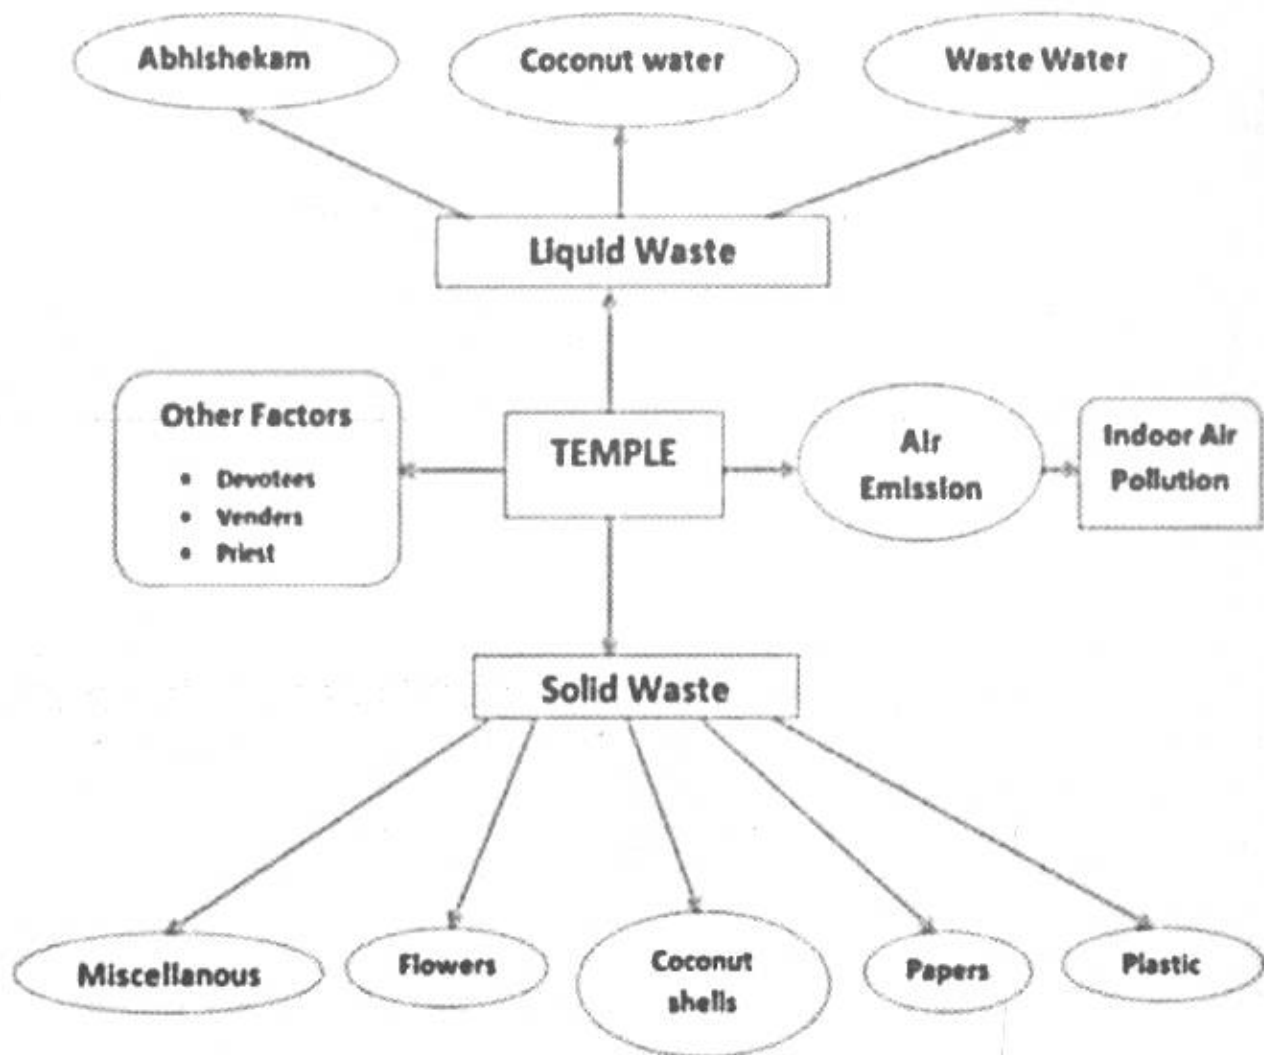 Abhishekam
Coconut water
Waste Water
Liquid Waste
Other Factors
• Devotees
• Venders
• Priest
TEMPLE
Air
Emission
Indoor Air
Pollution
Solid Waste
Miscellanous
Flowers
Coconut
shells
Papers
Plastic